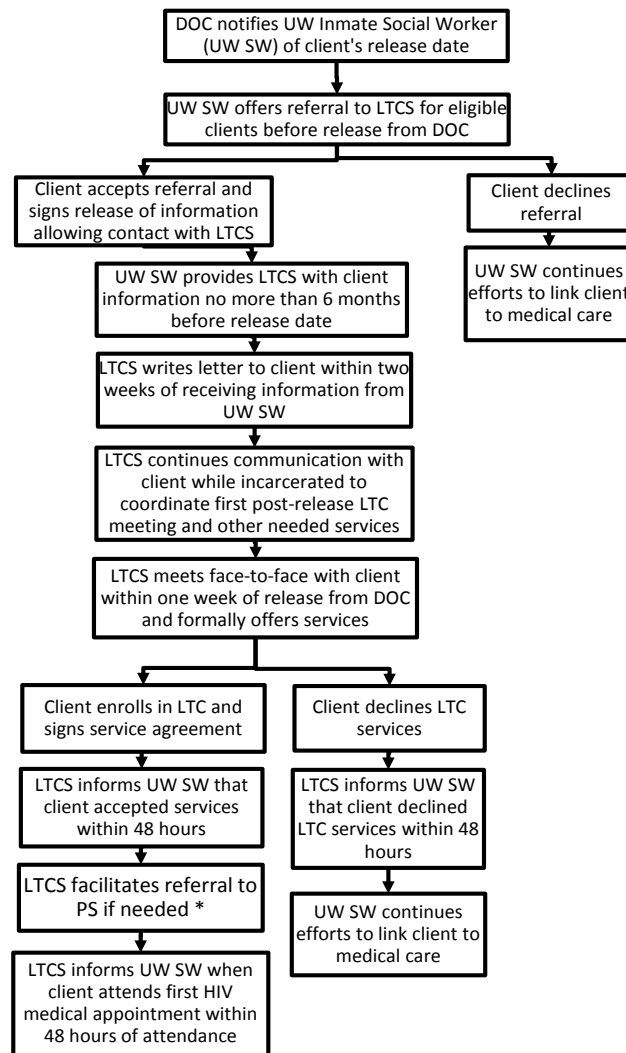 DOC notifies UW Inmate Social Worker
(UW SW) of client's release date
UW SW offers referral to LTCS for eligible
clients before release from DOC
Client accepts referral and
signs release of information
allowing contact with LTCS
Client declines
referral
UW SW provides LTCS with client
information no more than 6 months
before release date
UW SW continues
efforts to link client
to medical care
LTCS writes letter to client within two
weeks of receiving information from
UW SW
LTCS continues communication with
client while incarcerated to
coordinate first post-release LTC
meeting and other needed services
LTCS meets face-to-face with client
within one week of release from DOC
and formally offers services
Client enrolls in LTC and
signs service agreement
Client declines LTC
services
LTCS informs UW SW that
client accepted services
within 48 hours
LTCS informs UW SW
that client declined
LTC services within 48
hours
LTCS facilitates referral to
PS if needed *
UW SW continues
efforts to link client to
medical care
LTCS informs UW SW when
client attends first HIV
medical appointment within
48 hours of attendance